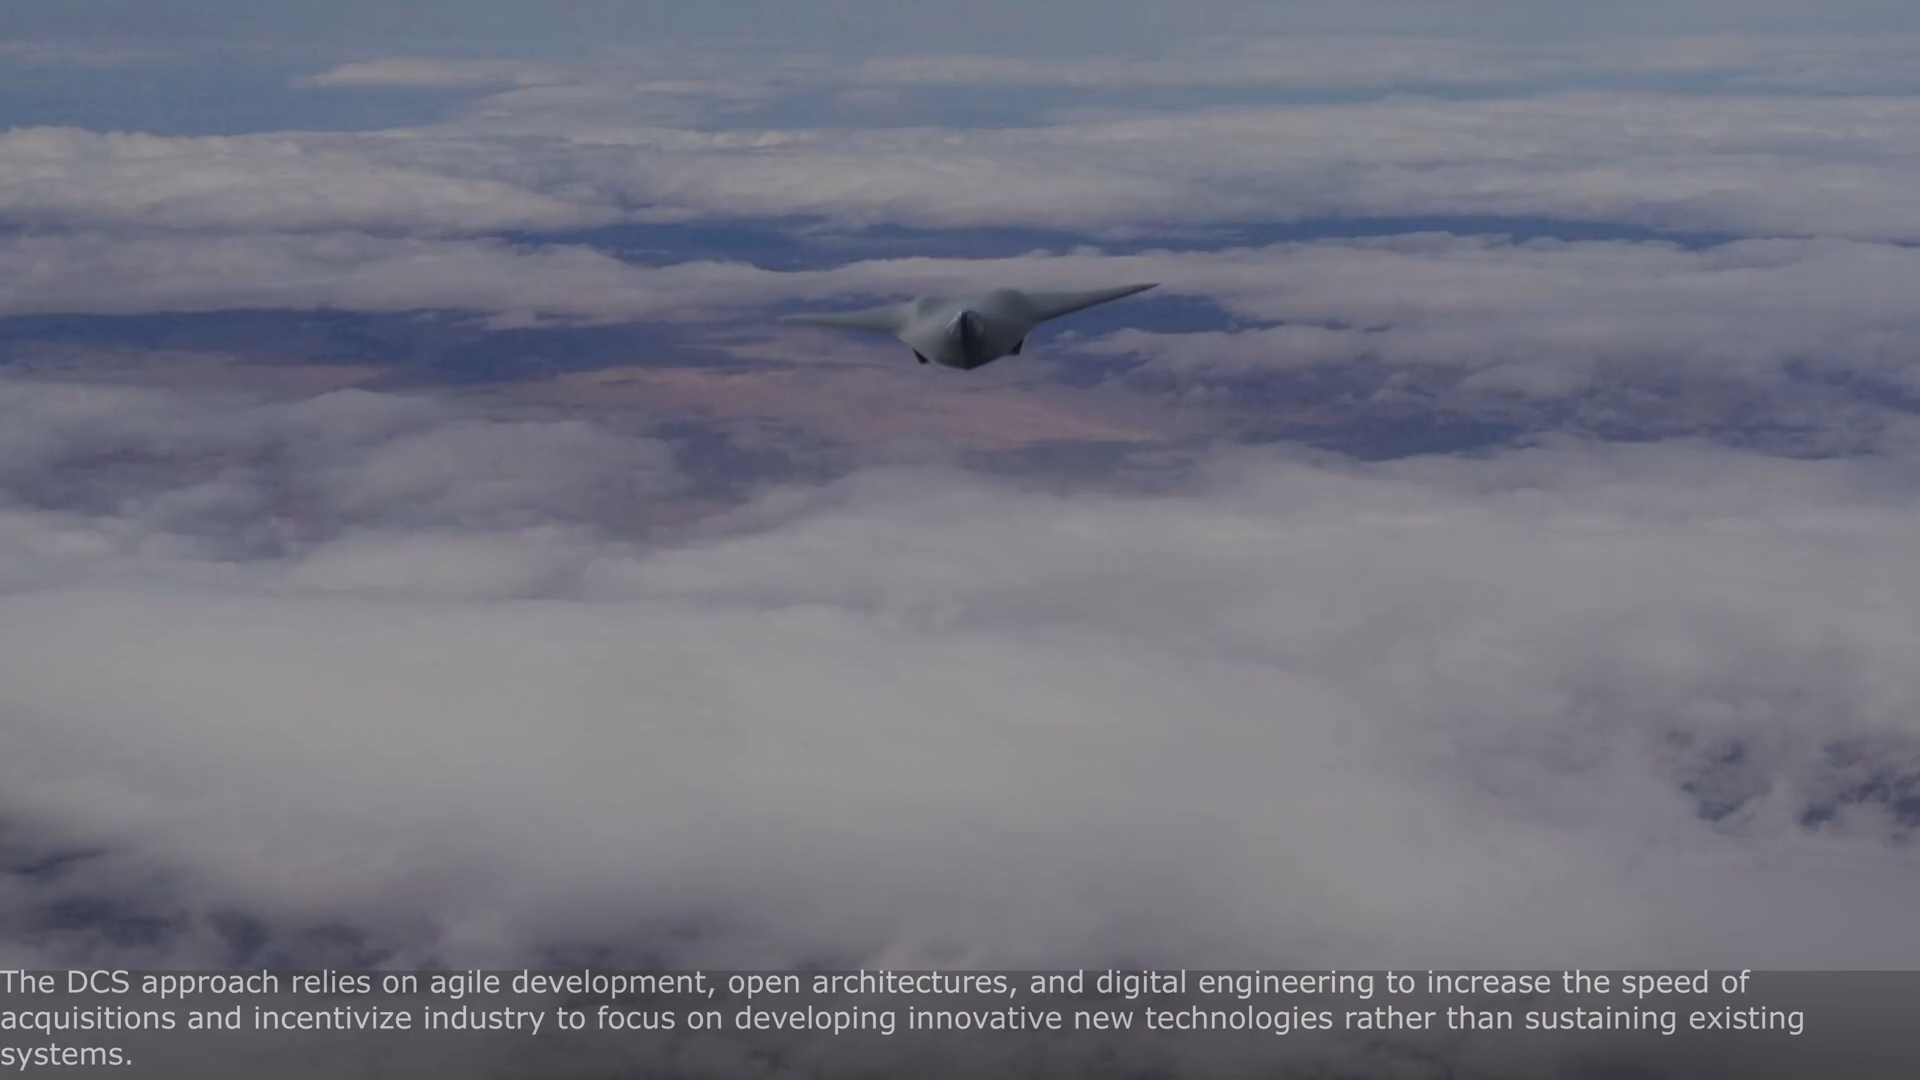 The DCS approach relies on agile development, open architectures, and digital engineering to increase the speed of
acquisitions and incentivize industry to focus on developing innovative new technologies rather than sustaining existing
systems.